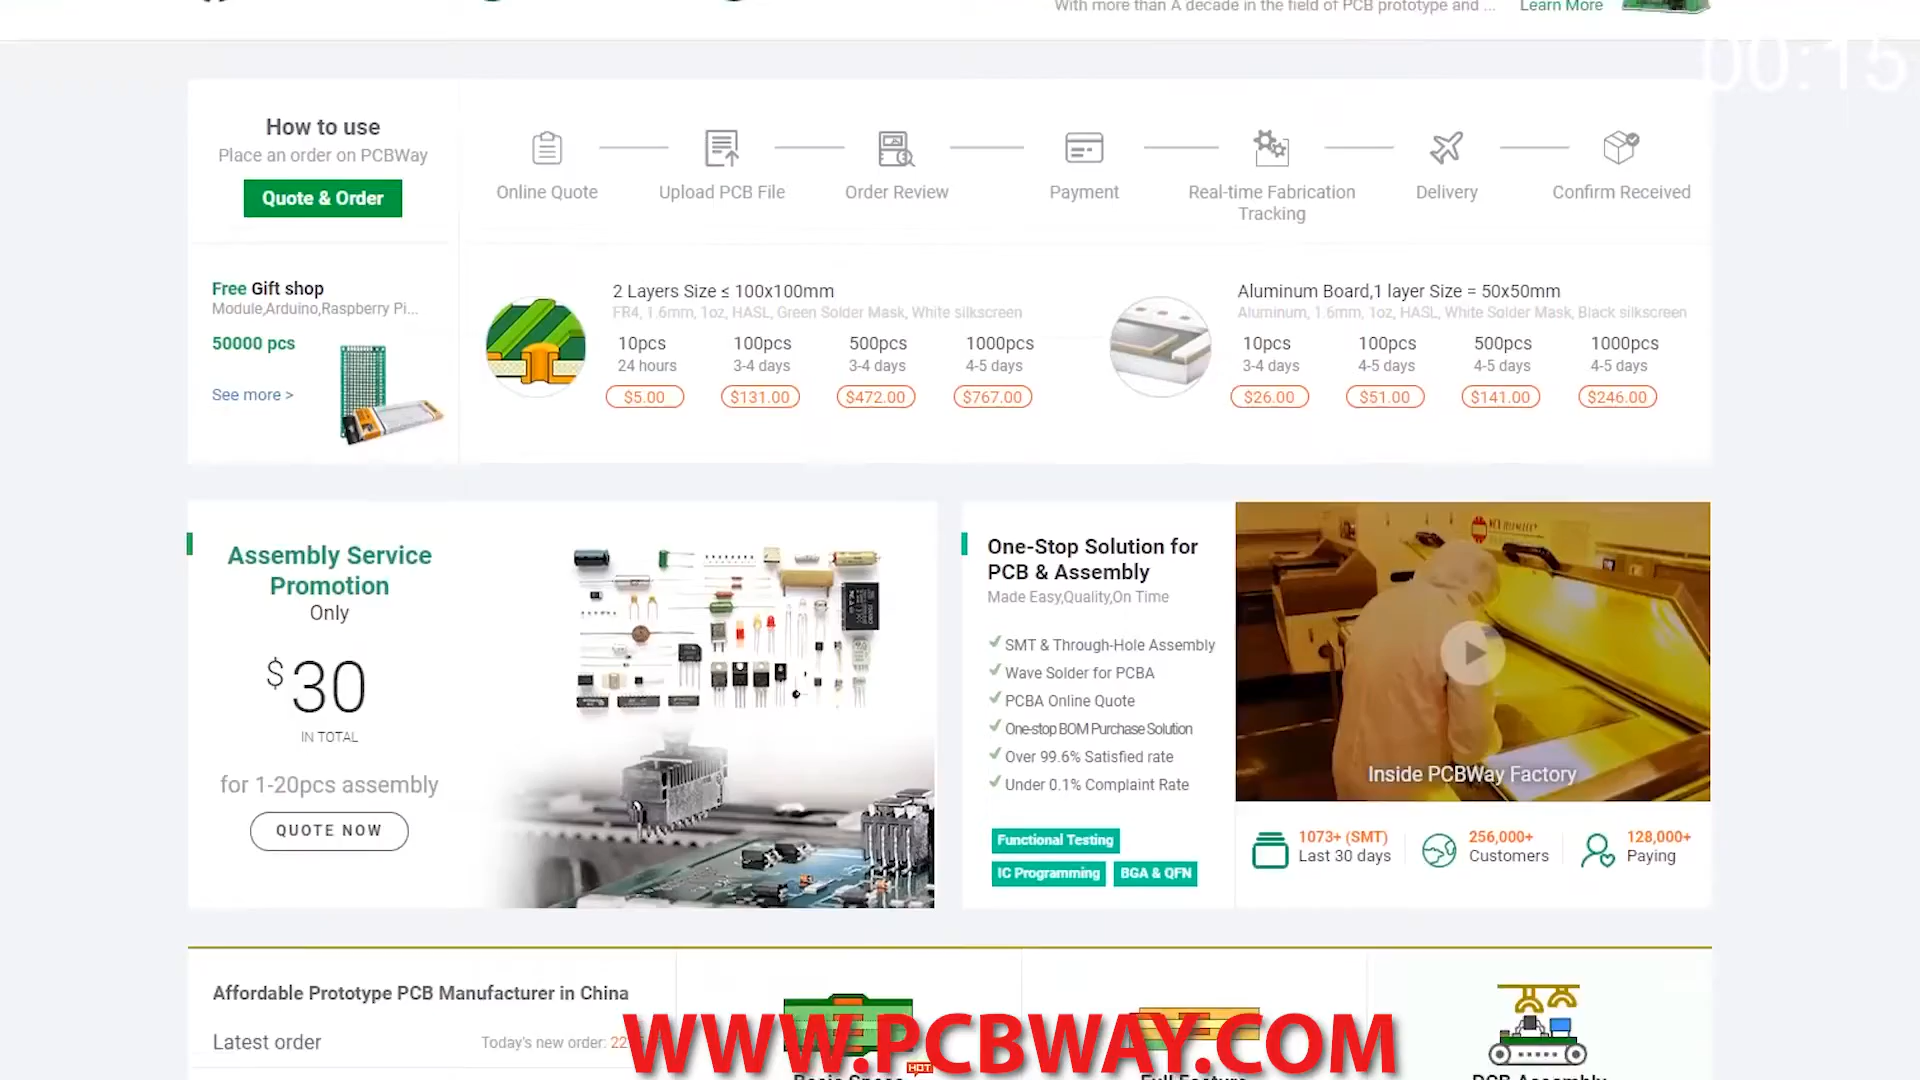 With more than A decade in the field of PCB prototype and ...
Learn More
00:15
How to use
Place an order on PCBWay
Quote & Order
Online Quote
Upload PCB File
Order Review
Payment
Real-time Fabrication
Tracking
Delivery
Confirm Received
Free Gift shop
Module,Arduino,Raspberry Pi...
50000 pcs
See more >
2 Layers Size ≤ 100x100mm
FR4, 1.6mm, 1oz, HASL, Green Solder Mask, White silkscreen
10pcs 100pcs 500pcs 1000pcs
24 hours 3-4 days 3-4 days 4-5 days
$5.00 $131.00 $472.00 $767.00
Aluminum Board,1 layer Size = 50x50mm
Aluminum, 1.6mm, 1oz, HASL, White Solder Mask, Black silkscreen
10pcs 100pcs 500pcs 1000pcs
3-4 days 4-5 days 4-5 days 4-5 days
$26.00 $51.00 $141.00 $246.00
Assembly Service
Promotion
Only
$30
IN TOTAL
for 1-20pcs assembly
QUOTE NOW
One-Stop Solution for
PCB & Assembly
Made Easy,Quality,On Time
SMT & Through-Hole Assembly
Wave Solder for PCBA
PCBA Online Quote
One-stop BOM Purchase Solution
Over 99.6% Satisfied rate
Under 0.1% Complaint Rate
Functional Testing
IC Programming
BGA & QFN
Inside PCBWay Factory
1073+ (SMT)
Last 30 days
256,000+
Customers
128,000+
Paying
Affordable Prototype PCB Manufacturer in China
Latest order
Today's new order: 22
HOT
WWW.PCBWAY.COM